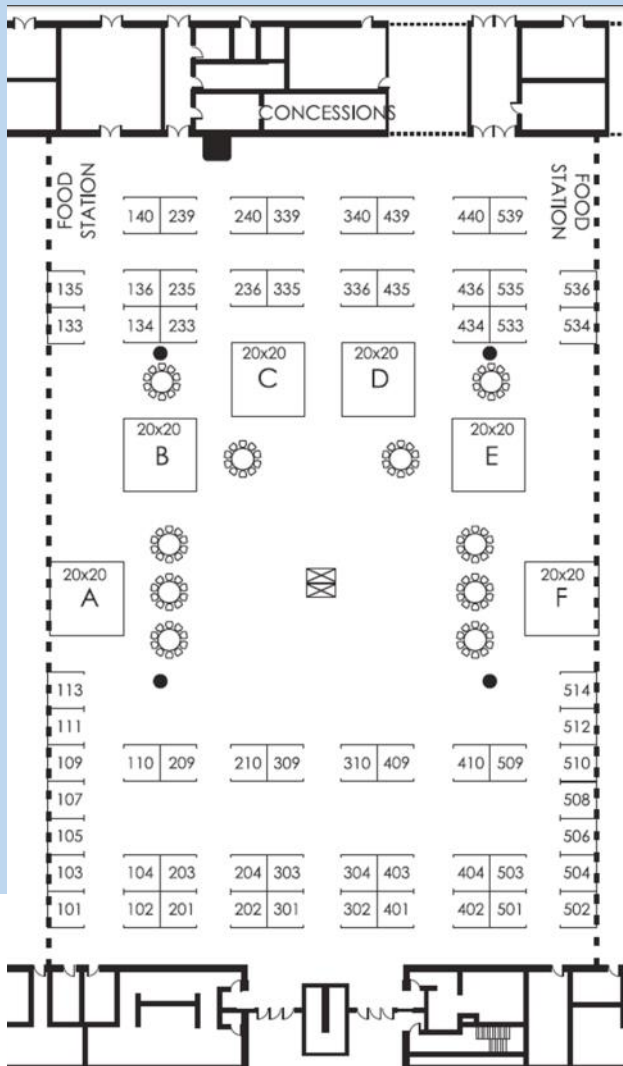 CONCESSIONS
FOOD
STATION
FOOD
STATION
140 239 240 339 340 439 440 539
135 136 235 236 335 336 435 436 535 536
133 134 233 434 533 534
20x20
C
20x20
D
20x20
B
20x20
E
20x20
A
20x20
F
113 514
111 512
109 110 209 210 309 310 409 410 509 510
107 508
105 506
103 104 203 204 303 304 403 404 503 504
101 102 201 202 301 302 401 402 501 502